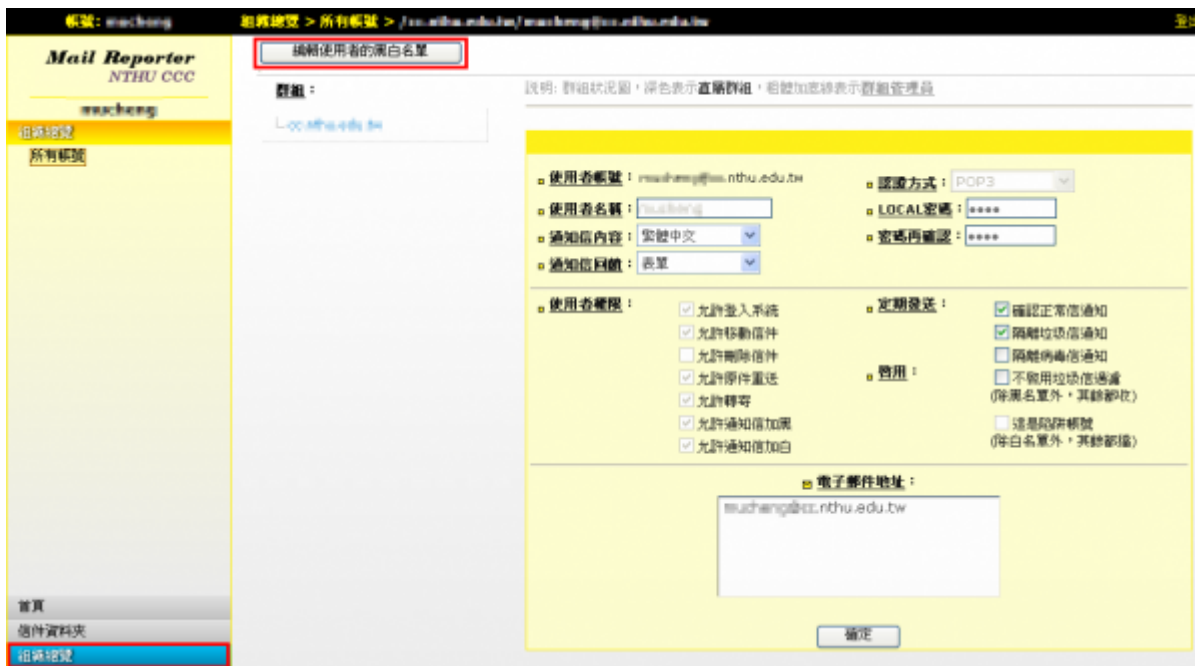 帳號:
組織總覽 > 所有帳號 >
登出
Mail Reporter
NTHU CCC
組織總覽
所有帳號
編輯使用者的黑白名單
群組：
說明: 群組狀況圖，深色表示直屬群組，粗體加底線表示群組管理員
使用者帳號： nthu.edu.tw
認證方式：POP3
使用者名稱：
LOCAL密碼：****
通知信內容：繁體中文
密碼再確認：****
通知信回饋：表單
使用者權限：
允許登入系統
允許移動信件
允許刪除信件
允許原件重送
允許轉寄
允許通知信加黑
允許通知信加白
定期發送：
確認正常信通知
隔離垃圾信通知
隔離病毒信通知
啟用：
不啟用垃圾信過濾
(除黑名單外，其餘都收)
這是陷阱帳號
(除白名單外，其餘都擋)
電子郵件地址：
.nthu.edu.tw
確定
首頁
信件資料夾
組織總覽